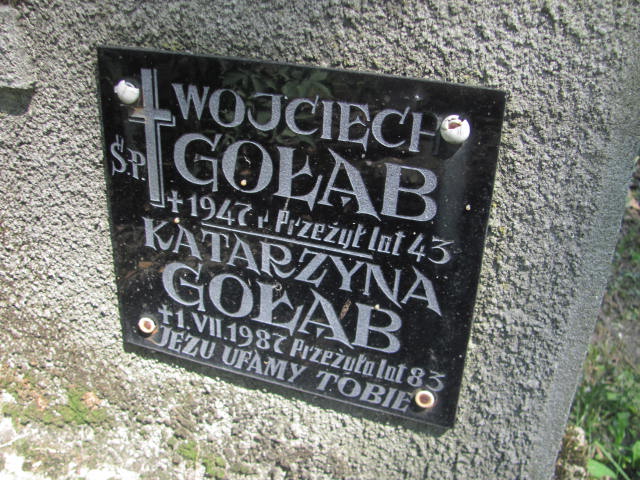 Ś.P.
WOJCIECH
GOŁĄB
† 1947 r Przeżył lat 43
KATARZYNA
GOŁĄB
† 1.VII.1987 Przeżyła lat 83
JEZU UFAMY TOBIE